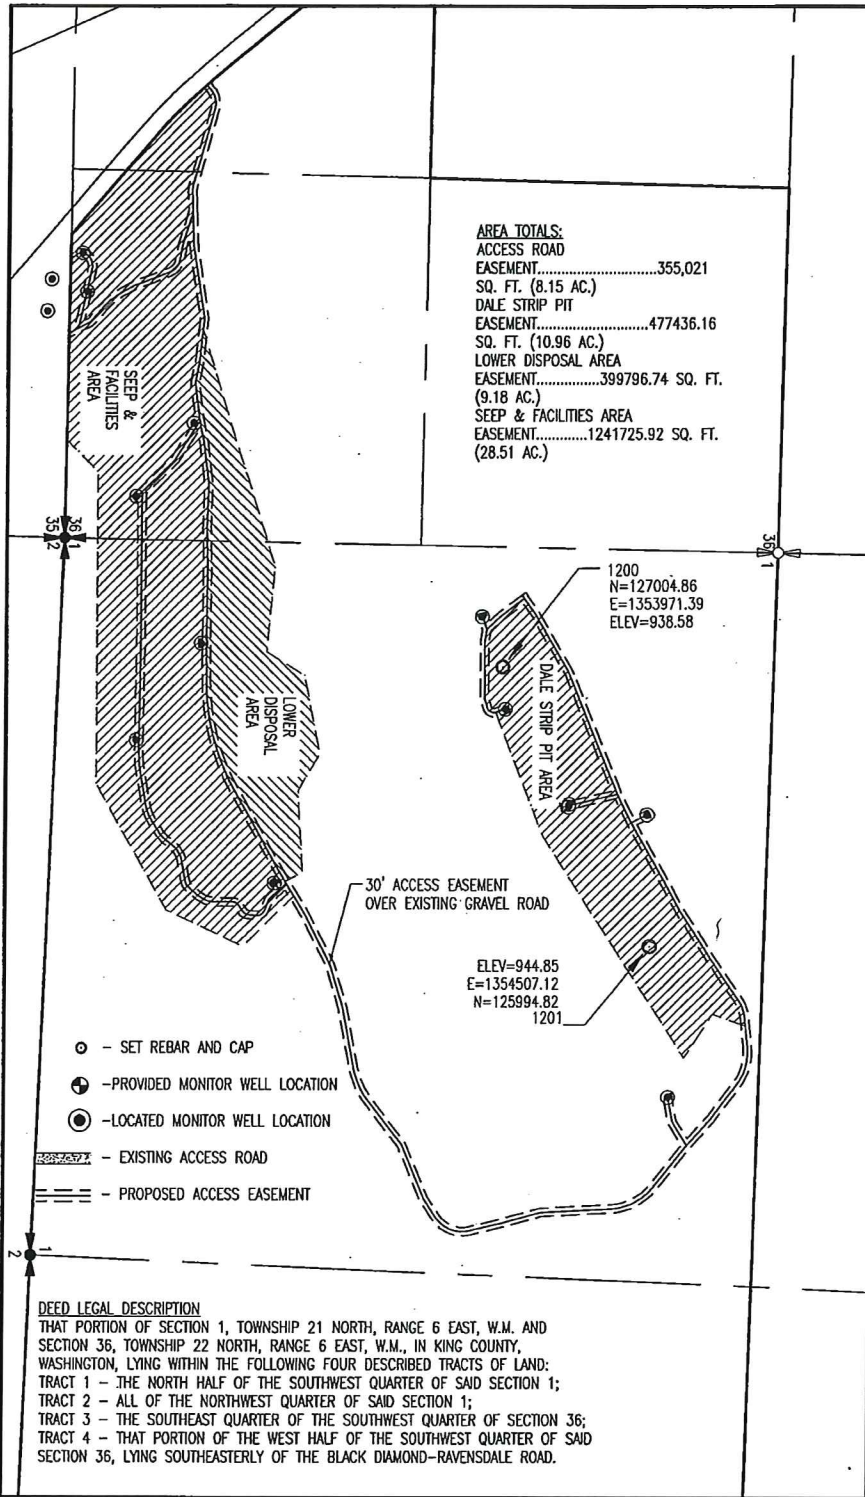 AREA TOTALS:
ACCESS ROAD
EASEMENT.............................355,021
SQ. FT. (8.15 AC.)
DALE STRIP PIT
EASEMENT...........................477436.16
SQ. FT. (10.96 AC.)
LOWER DISPOSAL AREA
EASEMENT...............399796.74 SQ. FT.
(9.18 AC.)
SEEP & FACILITIES AREA
EASEMENT............1241725.92 SQ. FT.
(28.51 AC.)
SEEP &
FACILITIES
AREA
35 36
2 1
36
1
1200
N=127004.86
E=1353971.39
ELEV=938.58
DALE STRIP PIT AREA
LOWER
DISPOSAL
AREA
30' ACCESS EASEMENT
OVER EXISTING GRAVEL ROAD
ELEV=944.85
E=1354507.12
N=125994.82
1201
- SET REBAR AND CAP
-PROVIDED MONITOR WELL LOCATION
-LOCATED MONITOR WELL LOCATION
- EXISTING ACCESS ROAD
- PROPOSED ACCESS EASEMENT
2 1
DEED LEGAL DESCRIPTION
THAT PORTION OF SECTION 1, TOWNSHIP 21 NORTH, RANGE 6 EAST, W.M. AND
SECTION 36, TOWNSHIP 22 NORTH, RANGE 6 EAST, W.M., IN KING COUNTY,
WASHINGTON, LYING WITHIN THE FOLLOWING FOUR DESCRIBED TRACTS OF LAND:
TRACT 1 - THE NORTH HALF OF THE SOUTHWEST QUARTER OF SAID SECTION 1;
TRACT 2 - ALL OF THE NORTHWEST QUARTER OF SAID SECTION 1;
TRACT 3 - THE SOUTHEAST QUARTER OF THE SOUTHWEST QUARTER OF SECTION 36;
TRACT 4 - THAT PORTION OF THE WEST HALF OF THE SOUTHWEST QUARTER OF SAID
SECTION 36, LYING SOUTHEASTERLY OF THE BLACK DIAMOND-RAVENSDALE ROAD.